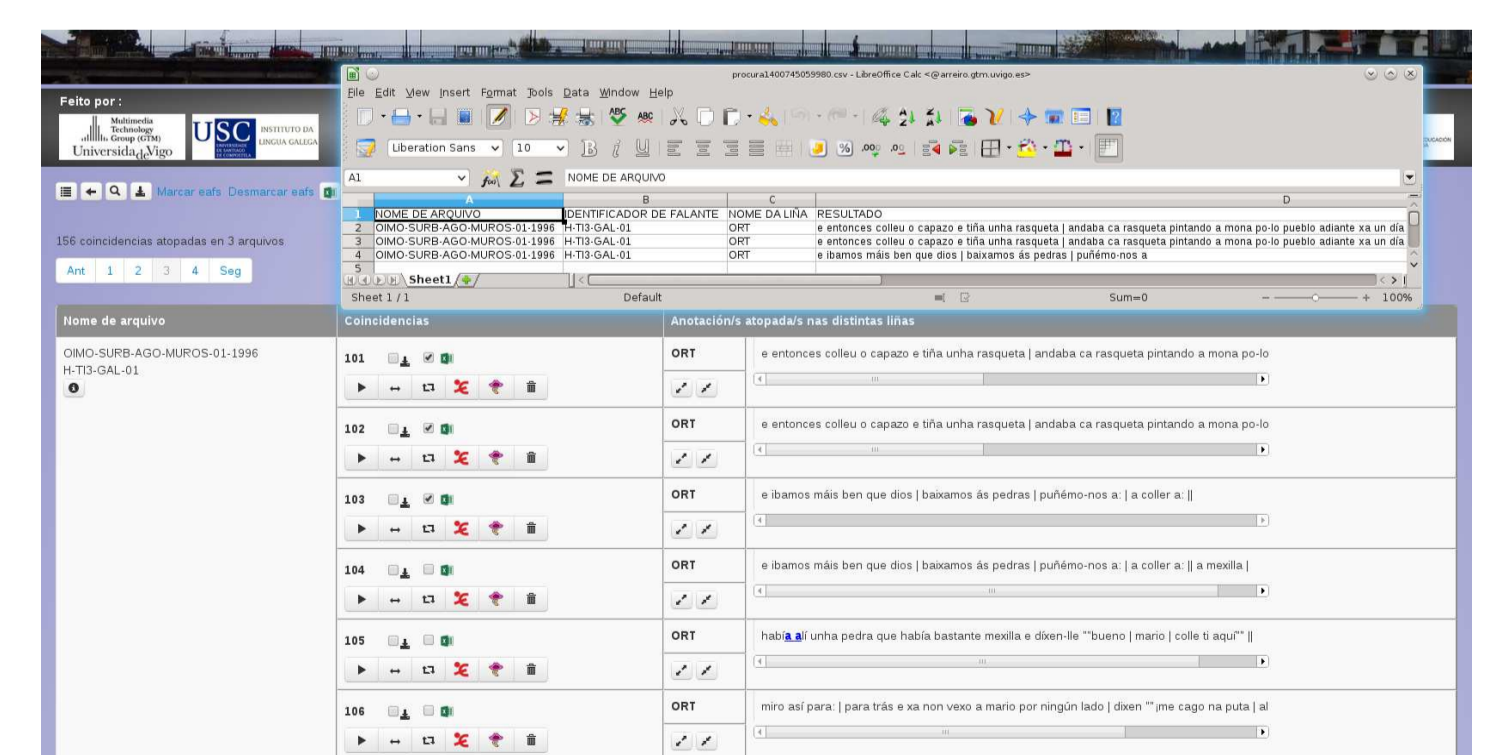 procura1400745059980.csv - LibreOffice Calc <@arreiro.gtm.uvigo.es>
File Edit View Insert Format Tools Data Window Help
Liberation Sans 10
A1 NOME DE ARQUIVO
A B C D
1 NOME DE ARQUIVO IDENTIFICADOR DE FALANTE NOME DA LIÑA RESULTADO
2 OIMO-SURB-AGO-MUROS-01-1996 H-TI3-GAL-01 ORT e entonces colleu o capazo e tiña unha rasqueta | andaba ca rasqueta pintando a mona po-lo pueblo adiante xa un día
3 OIMO-SURB-AGO-MUROS-01-1996 H-TI3-GAL-01 ORT e entonces colleu o capazo e tiña unha rasqueta | andaba ca rasqueta pintando a mona po-lo pueblo adiante xa un día
4 OIMO-SURB-AGO-MUROS-01-1996 H-TI3-GAL-01 ORT e ibamos máis ben que dios | baixamos ás pedras | puñémo-nos a
5
Sheet1
Sheet 1 / 1 Default Sum=0 100%
Feito por :
Multimedia
Technology
Group (GTM)
UniversidadeVigo
USC
INSTITUTO DA
LINGUA GALEGA
Marcar eafs Desmarcar eafs
156 coincidencias atopadas en 3 arquivos
Ant 1 2 3 4 Seg
Nome de arquivo Coincidencias Anotación/s atopada/s nas distintas liñas
OIMO-SURB-AGO-MUROS-01-1996
H-TI3-GAL-01
101 ORT e entonces colleu o capazo e tiña unha rasqueta | andaba ca rasqueta pintando a mona po-lo
102 ORT e entonces colleu o capazo e tiña unha rasqueta | andaba ca rasqueta pintando a mona po-lo
103 ORT e ibamos máis ben que dios | baixamos ás pedras | puñémo-nos a: | a coller a: ||
104 ORT e ibamos máis ben que dios | baixamos ás pedras | puñémo-nos a: | a coller a: || a mexilla |
105 ORT había alí unha pedra que había bastante mexilla e díxen-lle ""bueno | mario | colle ti aquí"" ||
106 ORT miro así para: | para trás e xa non vexo a mario por ningún lado | dixen ""¡me cago na puta | al